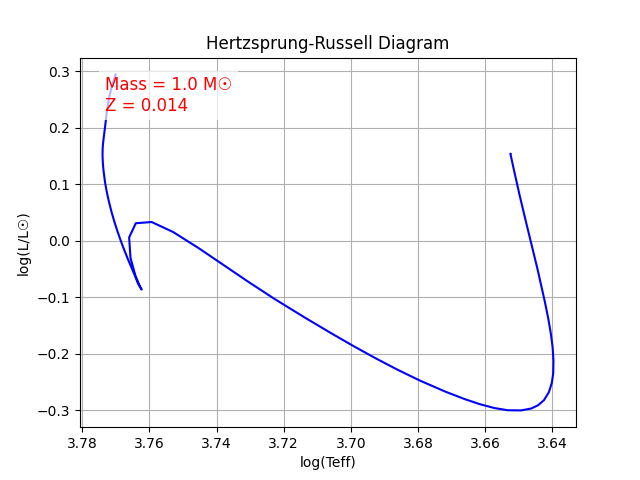 Hertzsprung-Russell Diagram
Mass = 1.0 M☉
Z = 0.014
log(L/L☉)
0.3
0.2
0.1
0.0
−0.1
−0.2
−0.3
3.78 3.76 3.74 3.72 3.70 3.68 3.66 3.64
log(Teff)